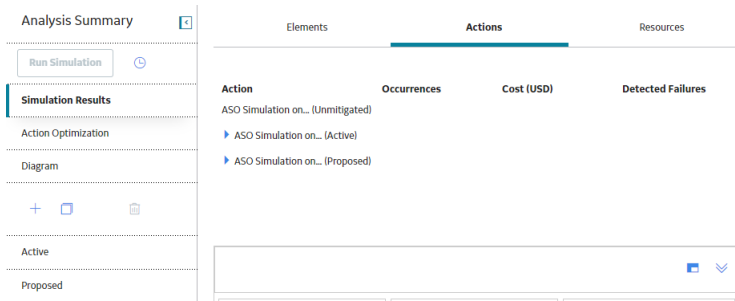 Analysis Summary
Run Simulation
Simulation Results
Action Optimization
Diagram
Active
Proposed
Elements Actions Resources
Action Occurrences Cost (USD) Detected Failures
ASO Simulation on... (Unmitigated)
ASO Simulation on... (Active)
ASO Simulation on... (Proposed)